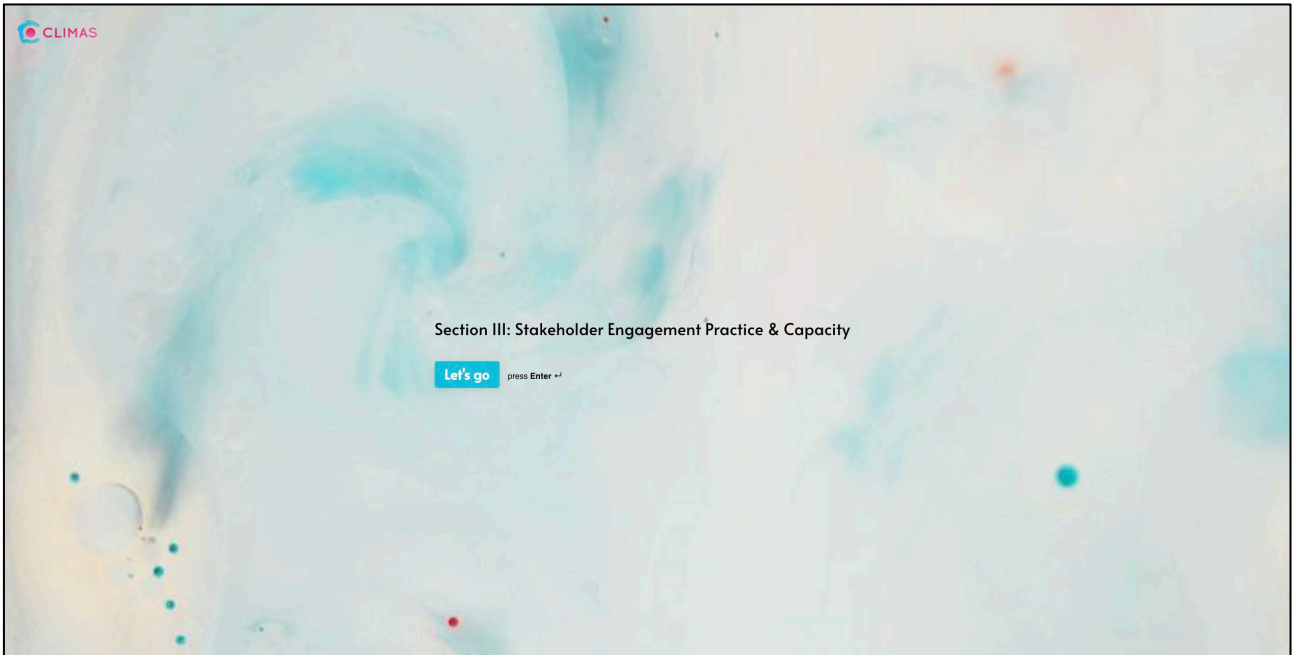 CLIMAS
Section III: Stakeholder Engagement Practice & Capacity
Let's go press Enter ↵